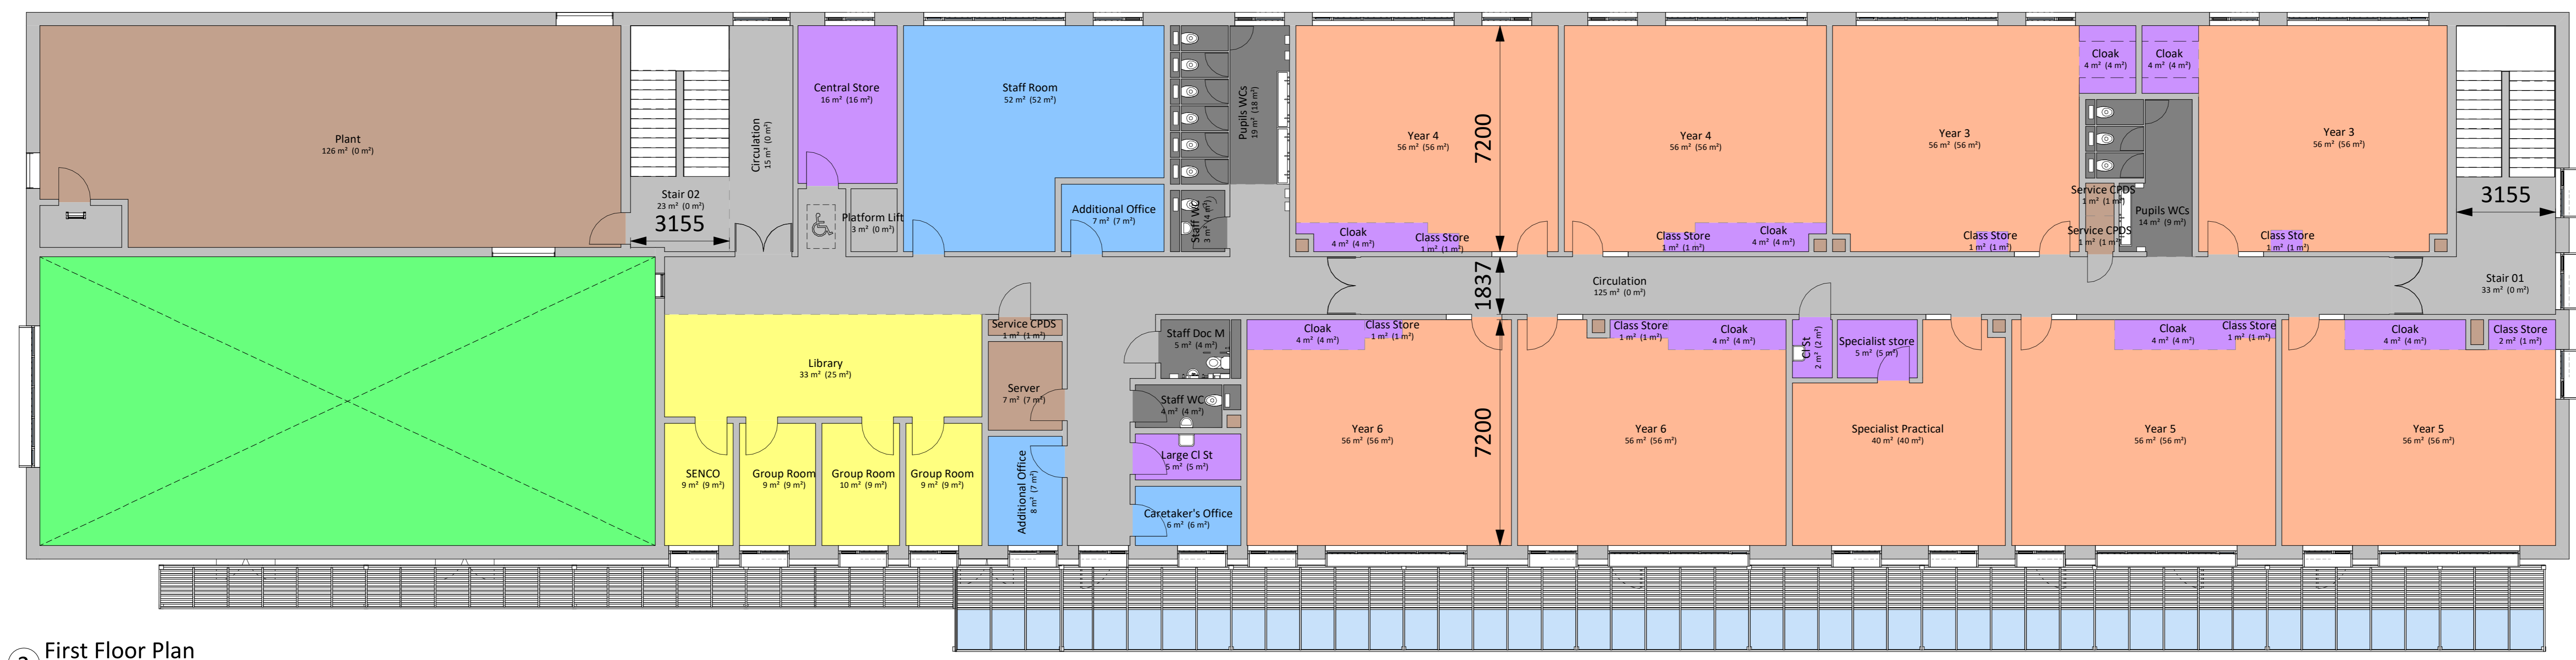 Plant
126 m² (0 m²)
Stair 02
23 m² (0 m²)
3155
Circulation
15 m² (0 m²)
Central Store
16 m² (16 m²)
Platform Lift
3 m² (0 m²)
Staff Room
52 m² (52 m²)
Additional Office
7 m² (7 m²)
Pupils WCs
19 m² (18 m²)
Staff WC
3 m² (4 m²)
Year 4
56 m² (56 m²)
7200
Cloak
4 m² (4 m²)
Class Store
1 m² (1 m²)
Year 4
56 m² (56 m²)
Class Store
1 m² (1 m²)
Cloak
4 m² (4 m²)
Year 3
56 m² (56 m²)
Class Store
1 m² (1 m²)
Cloak
4 m² (4 m²)
Cloak
4 m² (4 m²)
Service CPDS
1 m² (1 m²)
Service CPDS
1 m² (1 m²)
Pupils WCs
14 m² (9 m²)
Year 3
56 m² (56 m²)
Class Store
1 m² (1 m²)
3155
Stair 01
33 m² (0 m²)
1837
Circulation
125 m² (0 m²)
Library
33 m² (25 m²)
SENCO
9 m² (9 m²)
Group Room
9 m² (9 m²)
Group Room
10 m² (9 m²)
Group Room
9 m² (9 m²)
Service CPDS
1 m² (1 m²)
Server
7 m² (7 m²)
Additional Office
8 m² (7 m²)
Staff Doc M
5 m² (4 m²)
Staff WC
4 m² (4 m²)
Large Cl St
5 m² (5 m²)
Caretaker's Office
6 m² (6 m²)
Cloak
4 m² (4 m²)
Class Store
1 m² (1 m²)
Year 6
56 m² (56 m²)
7200
Class Store
1 m² (1 m²)
Cloak
4 m² (4 m²)
Year 6
56 m² (56 m²)
Cl St
2 m² (2 m²)
Specialist store
5 m² (5 m²)
Specialist Practical
40 m² (40 m²)
Cloak
4 m² (4 m²)
Class Store
1 m² (1 m²)
Year 5
56 m² (56 m²)
Cloak
4 m² (4 m²)
Class Store
2 m² (1 m²)
Year 5
56 m² (56 m²)
First Floor Plan